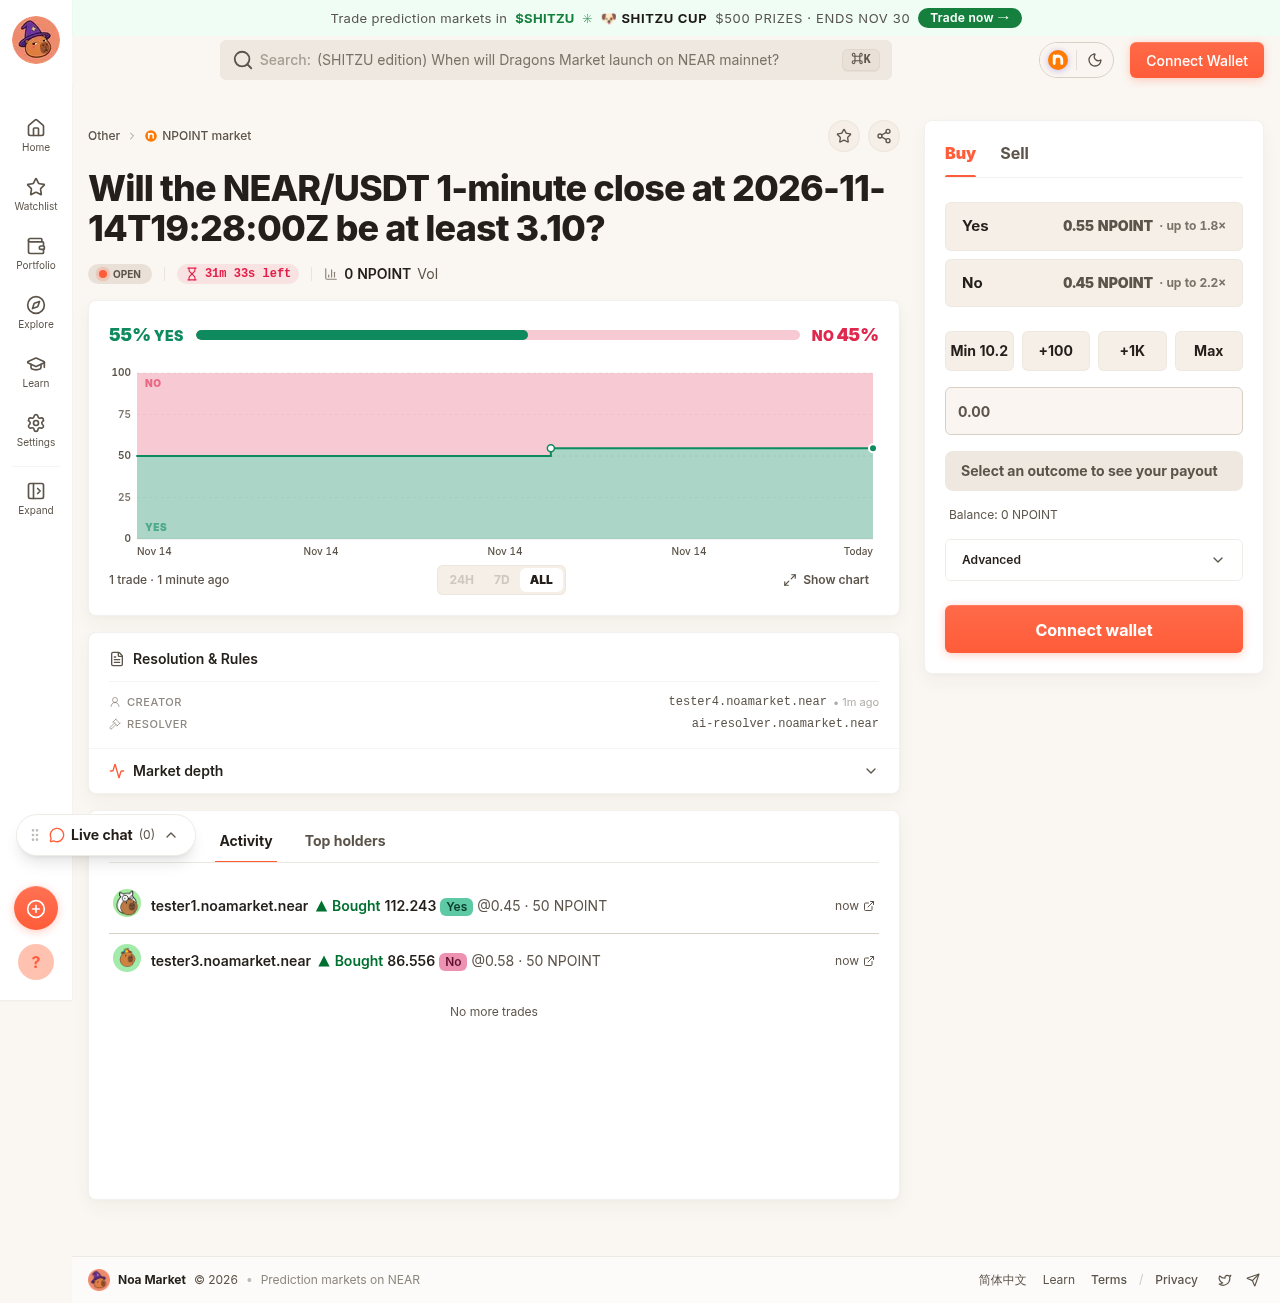 Trade prediction markets in $SHITZU ✳ 🐶 SHITZU CUP $500 PRIZES · ENDS NOV 30 Trade now →
Search: (SHITZU edition) When will Dragons Market launch on NEAR mainnet? ⌘K
Connect Wallet
Home
Watchlist
Portfolio
Explore
Learn
Settings
Expand
Other > NPOINT market
Will the NEAR/USDT 1-minute close at 2026-11-
14T19:28:00Z be at least 3.10?
OPEN 31m 33s left 0 NPOINT Vol
55% YES NO 45%
100
NO
75
50
25
YES
0
Nov 14 Nov 14 Nov 14 Nov 14 Today
1 trade · 1 minute ago 24H 7D ALL Show chart
Resolution & Rules
CREATOR tester4.noamarket.near • 1m ago
RESOLVER ai-resolver.noamarket.near
Market depth
Live chat (0)
Activity Top holders
tester1.noamarket.near ▲ Bought 112.243 Yes @0.45 · 50 NPOINT now
tester3.noamarket.near ▲ Bought 86.556 No @0.58 · 50 NPOINT now
No more trades
?
Buy Sell
Yes 0.55 NPOINT · up to 1.8×
No 0.45 NPOINT · up to 2.2×
Min 10.2 +100 +1K Max
0.00
Select an outcome to see your payout
Balance: 0 NPOINT
Advanced
Connect wallet
Noa Market © 2026 • Prediction markets on NEAR
简体中文 Learn Terms / Privacy